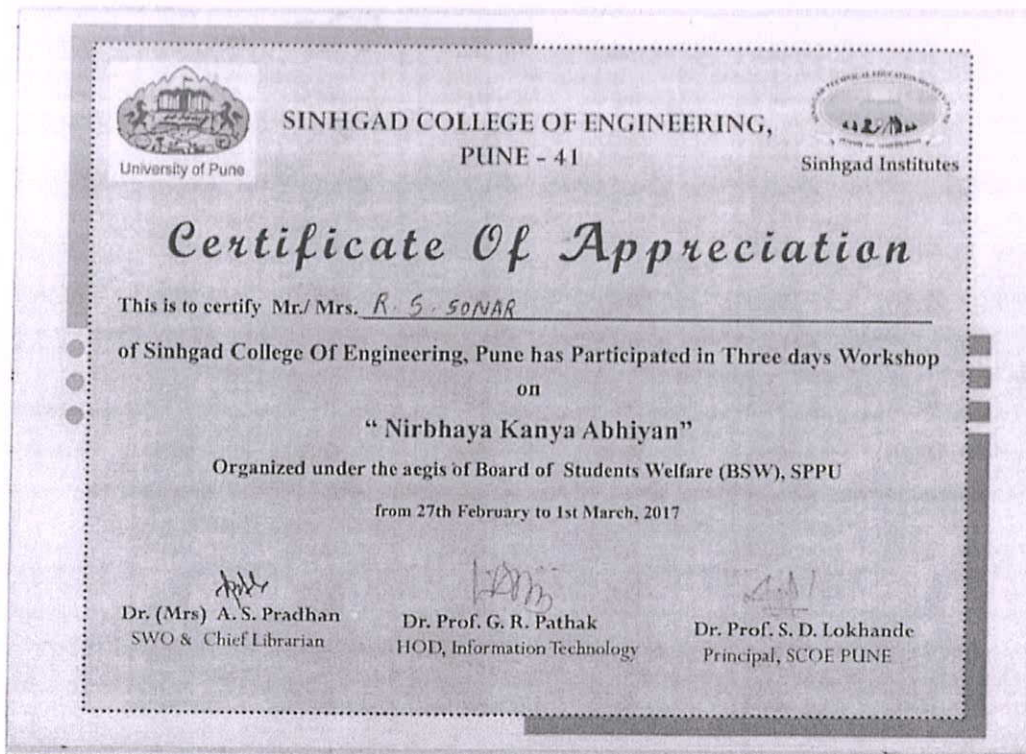 SINHGAD COLLEGE OF ENGINEERING,
PUNE - 41
University of Pune
Sinhgad Institutes
Certificate Of Appreciation
This is to certify Mr./ Mrs. R. S. SONAR
of Sinhgad College Of Engineering, Pune has Participated in Three days Workshop
on
“ Nirbhaya Kanya Abhiyan”
Organized under the aegis of Board of Students Welfare (BSW), SPPU
from 27th February to 1st March, 2017
Dr. (Mrs) A. S. Pradhan
SWO & Chief Librarian
Dr. Prof. G. R. Pathak
HOD, Information Technology
Dr. Prof. S. D. Lokhande
Principal, SCOE PUNE